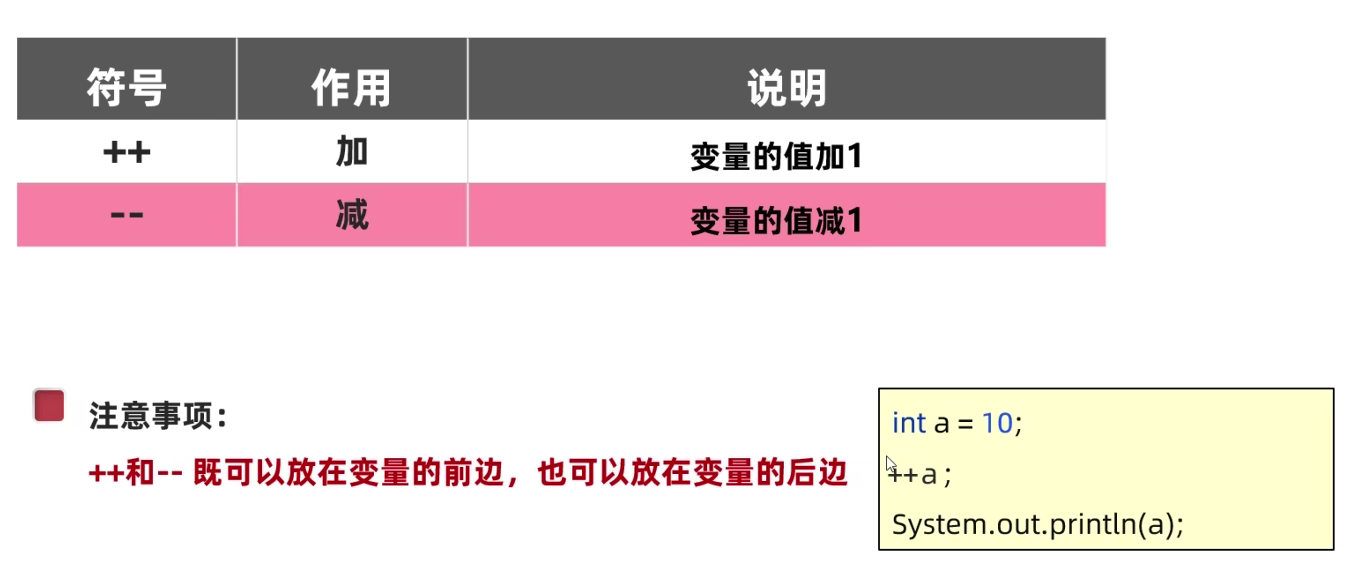 符号 作用 说明
++ 加 变量的值加1
-- 减 变量的值减1
注意事项：
++和-- 既可以放在变量的前边，也可以放在变量的后边
int a = 10;
++a ;
System.out.println(a);